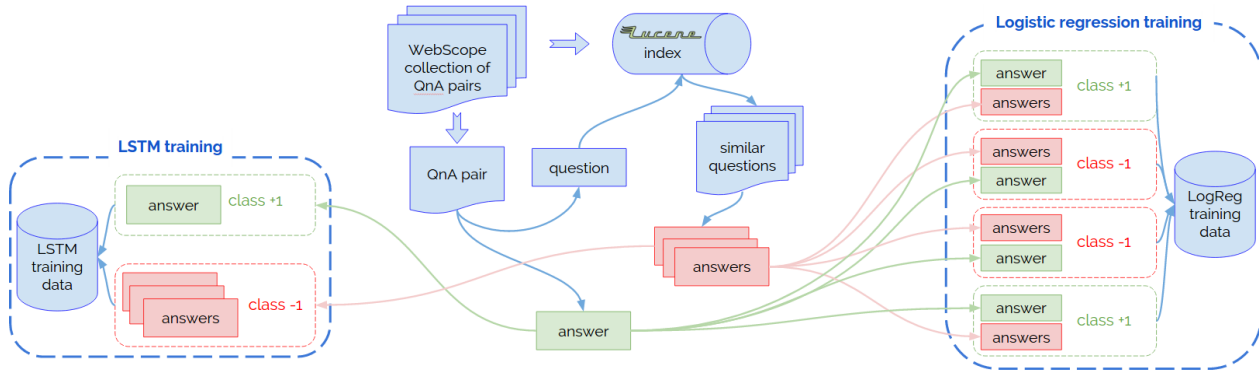 Logistic regression training
WebScope
collection of
QnA pairs
Lucene
index
answer
answers
class +1
LSTM training
QnA pair
question
similar
questions
answers
answer
class -1
answer
class +1
LSTM
training
data
answers
class -1
answers
answers
answer
class -1
LogReg
training
data
answer
answer
answers
class +1